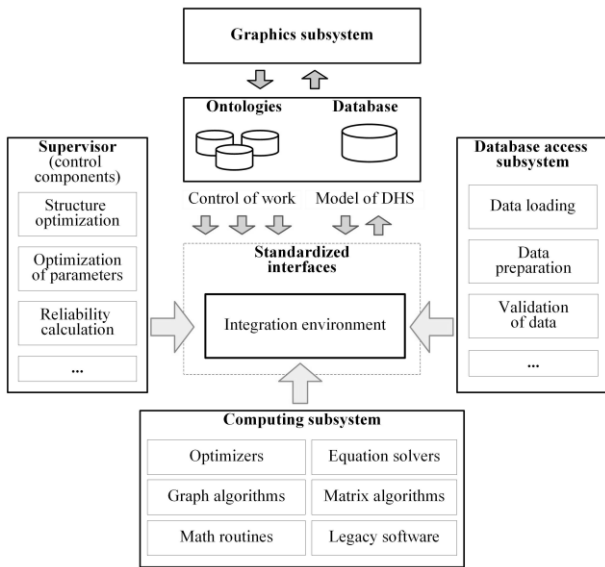 Graphics subsystem
Ontologies
Database
Supervisor
(control
components)
Structure
optimization
Optimization
of parameters
Reliability
calculation
...
Control of work
Model of DHS
Standardized
interfaces
Integration environment
Database access
subsystem
Data loading
Data
preparation
Validation
of data
...
Computing subsystem
Optimizers
Equation solvers
Graph algorithms
Matrix algorithms
Math routines
Legacy software